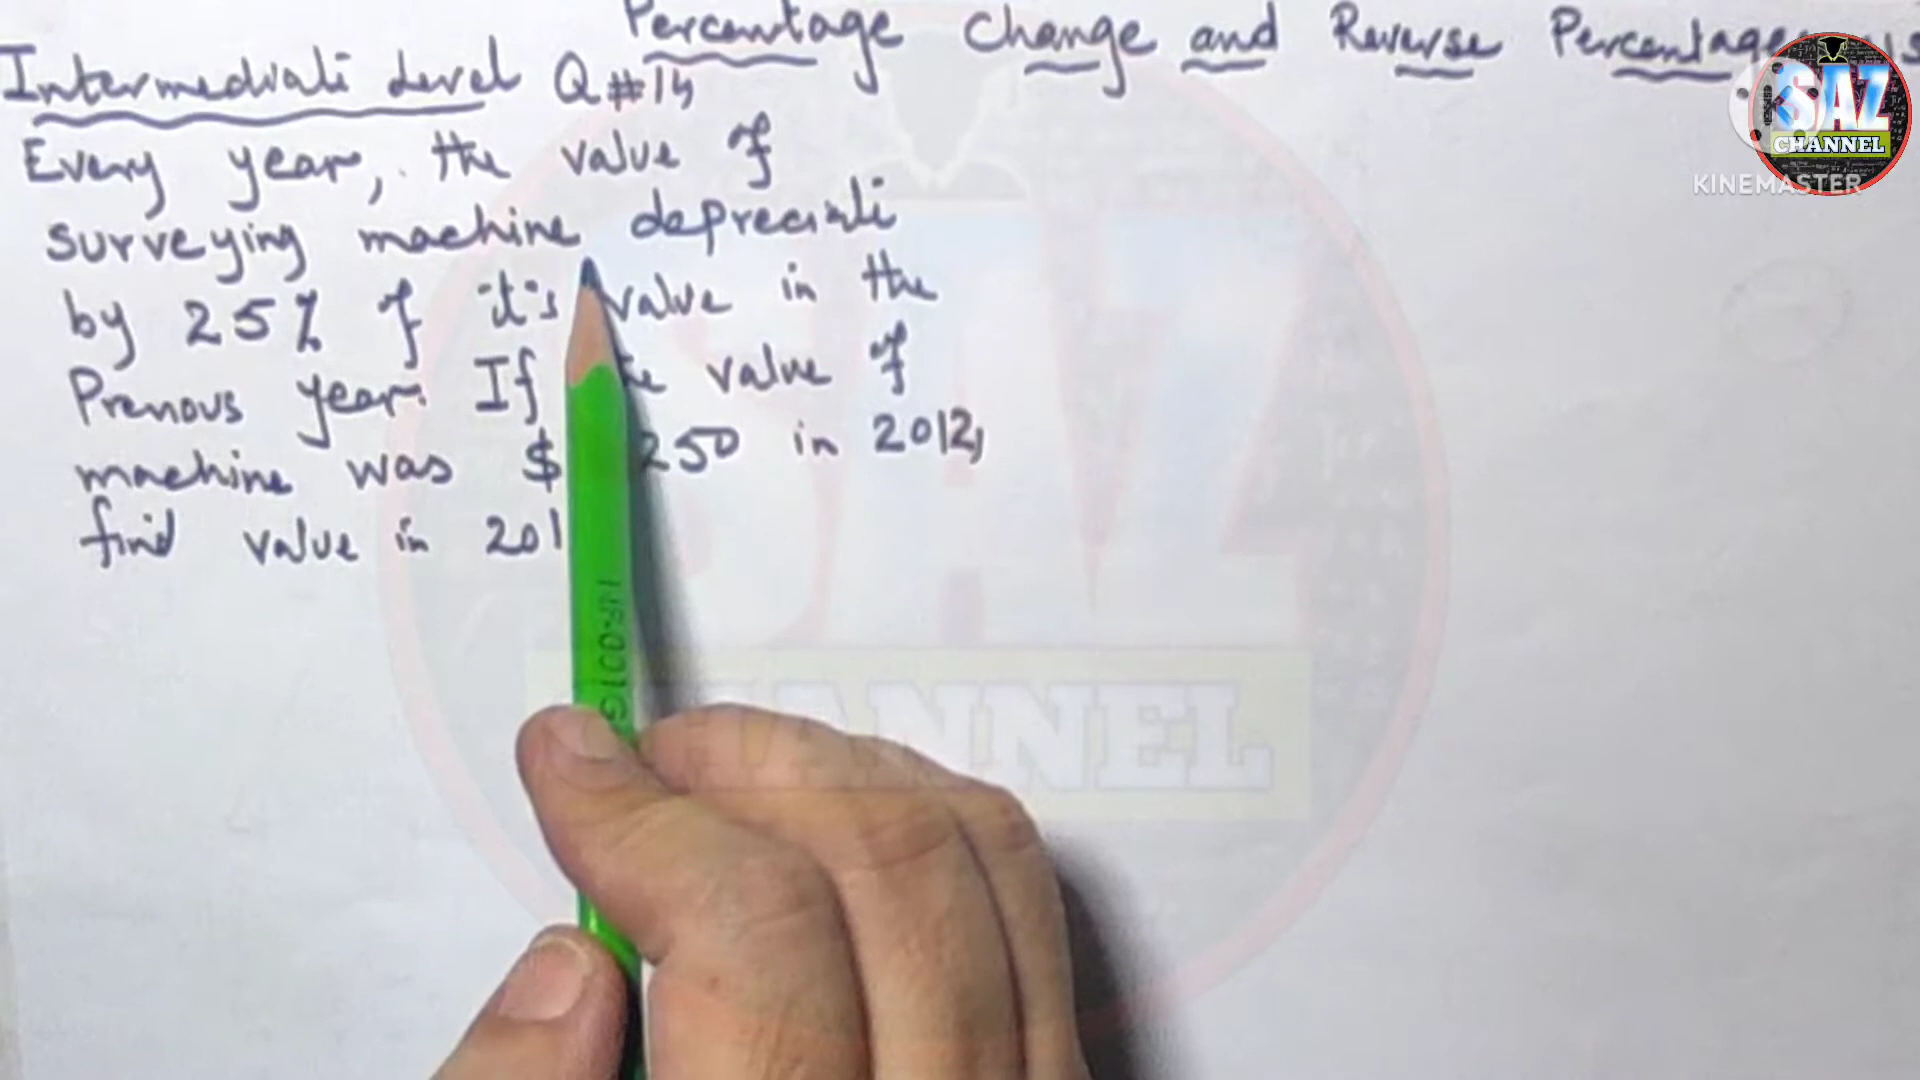 Percentage Change and Reverse Percentage
Intermediate Level Q#14
Every year, the value of
surveying machine depreciate
by 25% of it's value in the
Previous year. If value of
machine was $ 250 in 2012,
find value in 201
SAZ
CHANNEL
KINEMASTER
SAZ
CHANNEL